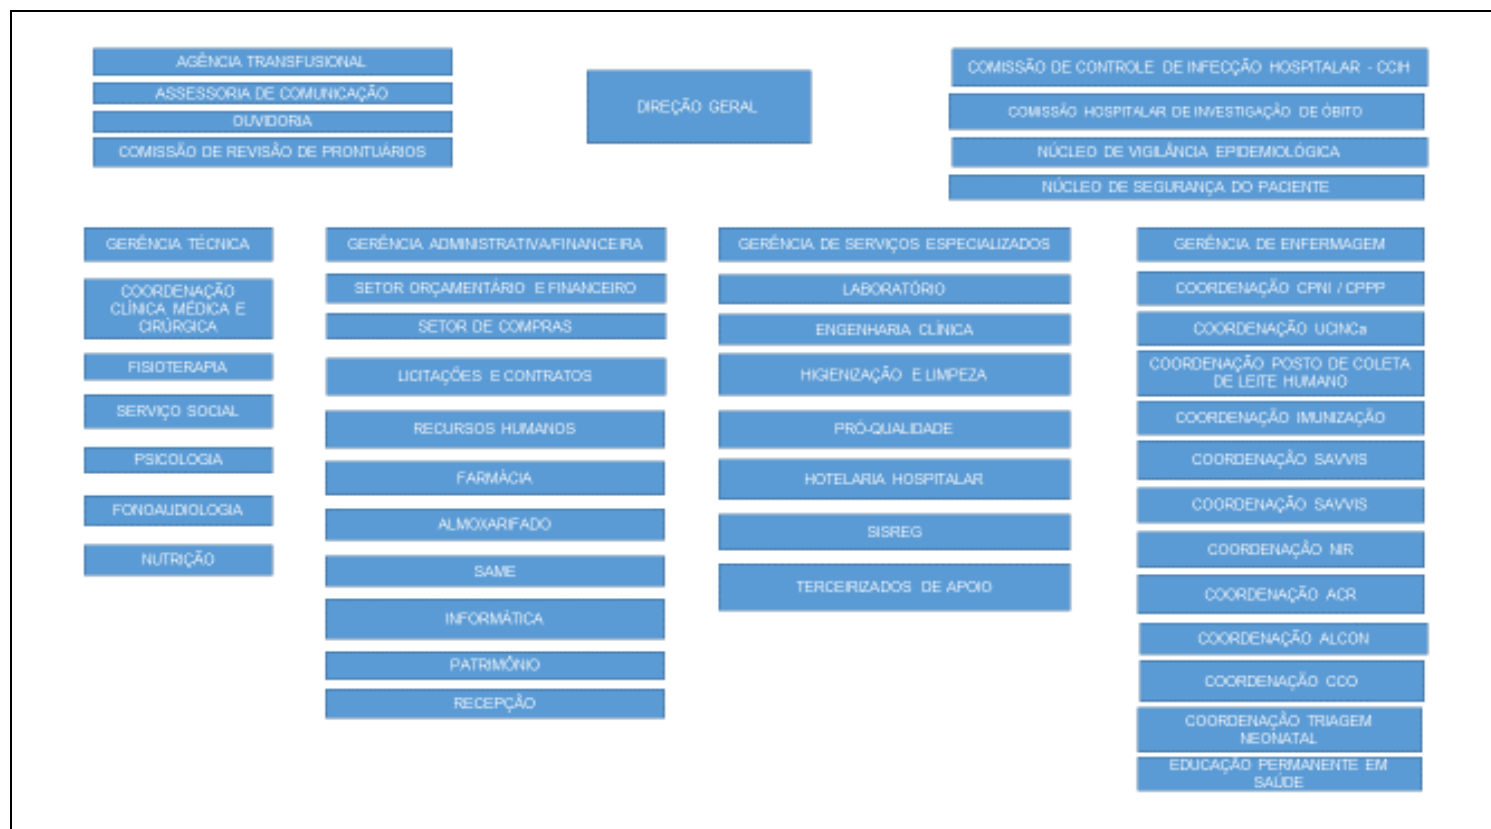 AGÊNCIA TRANSFUSIONAL
ASSESSORIA DE COMUNICAÇÃO
OUVIDORIA
COMISSÃO DE REVISÃO DE PRONTUÁRIOS
DIREÇÃO GERAL
COMISSÃO DE CONTROLE DE INFECÇÃO HOSPITALAR - CCIH
COMISSÃO HOSPITALAR DE INVESTIGAÇÃO DE ÓBITO
NÚCLEO DE VIGILÂNCIA EPIDEMIOLÓGICA
NÚCLEO DE SEGURANÇA DO PACIENTE
GERÊNCIA TÉCNICA
COORDENAÇÃO
CLÍNICA MÉDICA E
CIRÚRGICA
FISIOTERAPIA
SERVIÇO SOCIAL
PSICOLOGIA
FONOAUDIOLOGIA
NUTRIÇÃO
GERÊNCIA ADMINISTRATIVA/FINANCEIRA
SETOR ORÇAMENTÁRIO E FINANCEIRO
SETOR DE COMPRAS
LICITAÇÕES E CONTRATOS
RECURSOS HUMANOS
FARMÁCIA
ALMOXARIFADO
SAME
INFORMÁTICA
PATRIMÔNIO
RECEPÇÃO
GERÊNCIA DE SERVIÇOS ESPECIALIZADOS
LABORATÓRIO
ENGENHARIA CLÍNICA
HIGIENIZAÇÃO E LIMPEZA
PRÓ-QUALIDADE
HOTELARIA HOSPITALAR
SISREG
TERCEIRIZADOS DE APOIO
GERÊNCIA DE ENFERMAGEM
COORDENAÇÃO CPNI / CPPP
COORDENAÇÃO UCINCa
COORDENAÇÃO POSTO DE COLETA
DE LEITE HUMANO
COORDENAÇÃO IMUNIZAÇÃO
COORDENAÇÃO SAVVIS
COORDENAÇÃO SAVVIS
COORDENAÇÃO NIR
COORDENAÇÃO ACR
COORDENAÇÃO ALCON
COORDENAÇÃO CCO
COORDENAÇÃO TRIAGEM
NEONATAL
EDUCAÇÃO PERMANENTE EM
SAÚDE